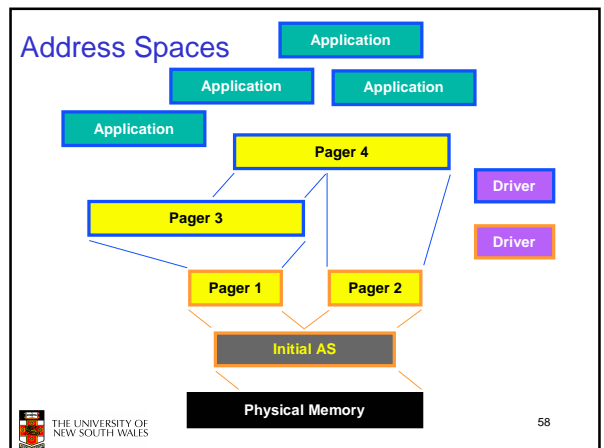 Address Spaces
Application
Application
Application
Application
Pager 4
Driver
Pager 3
Driver
Pager 1
Pager 2
Initial AS
Physical Memory
THE UNIVERSITY OF
NEW SOUTH WALES
58